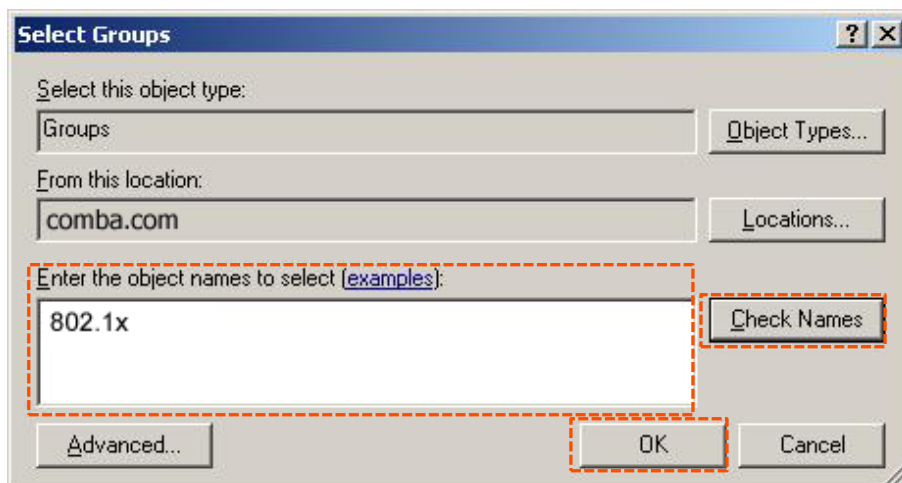 Select Groups
Select this object type:
Groups
Object Types...
From this location:
comba.com
Locations...
Enter the object names to select (examples):
802.1x
Check Names
Advanced...
OK
Cancel